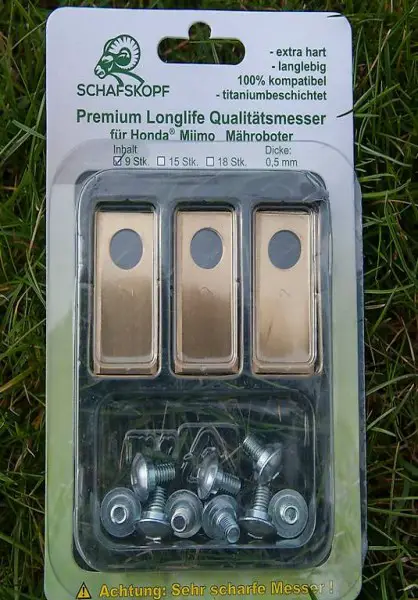 SCHAFSKOPF
- extra hart
- langlebig
100% kompatibel
- titaniumbeschichtet
Premium Longlife Qualitätsmesser
für Honda® Miimo Mähroboter
Inhalt
☑ 9 Stk. ☐ 15 Stk. ☐ 18 Stk.
Dicke:
0,5 mm
Achtung: Sehr scharfe Messer !